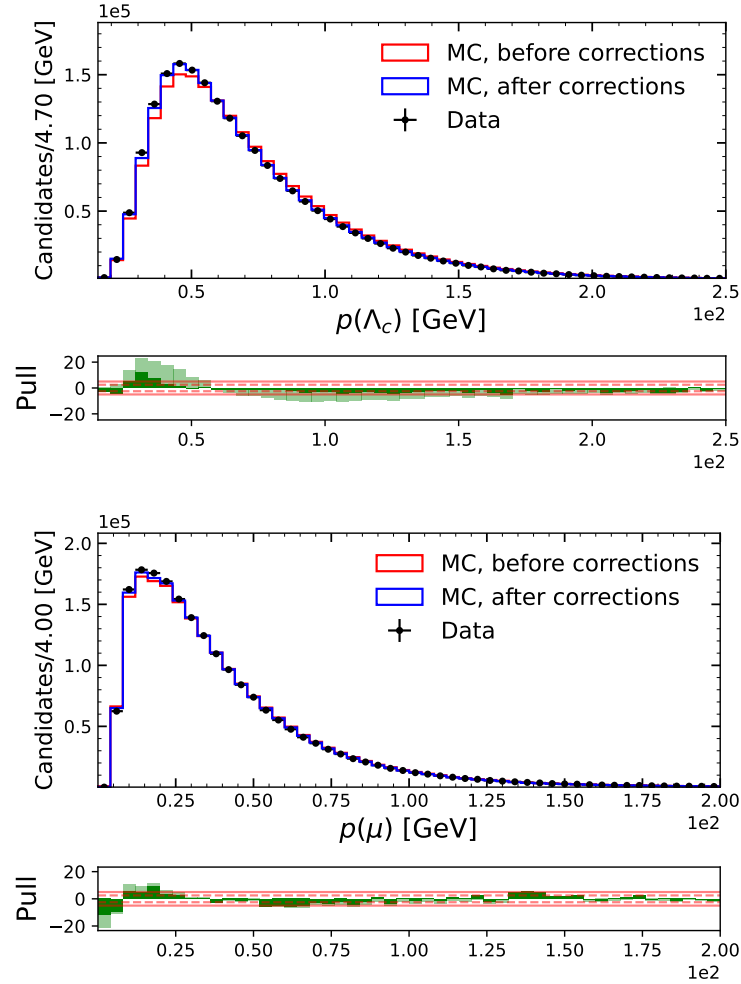 1e5
Candidates/4.70 [GeV]
1.5
1.0
0.5
MC, before corrections
MC, after corrections
Data
0.5 1.0 1.5 2.0 2.5
1e2
p(Λc) [GeV]
Pull
20
0
−20
0.5 1.0 1.5 2.0 2.5
1e2
1e5
Candidates/4.00 [GeV]
2.0
1.5
1.0
0.5
MC, before corrections
MC, after corrections
Data
0.25 0.50 0.75 1.00 1.25 1.50 1.75 2.00
1e2
p(μ) [GeV]
Pull
20
0
−20
0.25 0.50 0.75 1.00 1.25 1.50 1.75 2.00
1e2